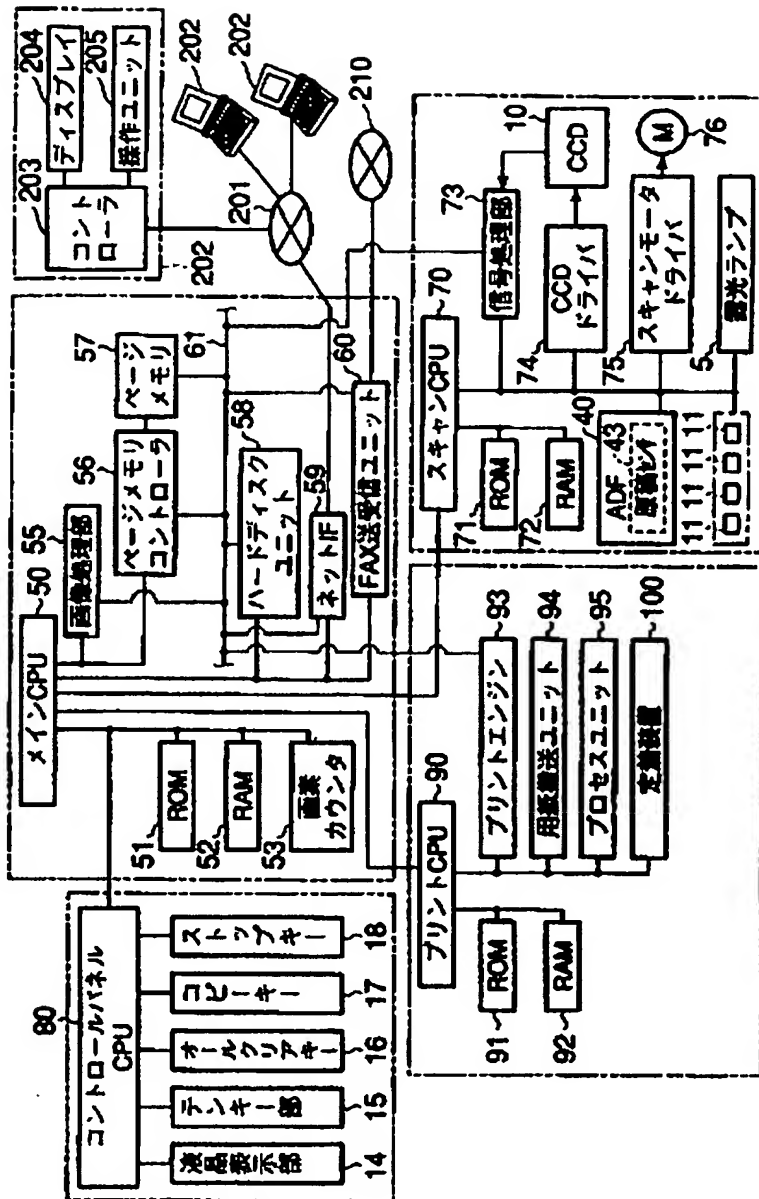 80
コントロールパネル
CPU
液晶表示部
14
テンキー部
15
オールクリアキー
16
コピーキー
17
ストップキー
18
メインCPU
50
51
ROM
52
RAM
53
画素
カウンタ
55
画像処理部
56
ページメモリ
コントローラ
57
ページ
メモリ
58
ハードディスク
ユニット
59
ネットIF
60
FAX送受信ユニット
61
203
コント
ローラ
204
ディスプレイ
205
操作ユニット
202
201
202
202
210
プリントCPU
90
91
ROM
92
RAM
プリントエンジン
93
用紙搬送ユニット
94
プロセスユニット
95
定着装置
100
スキャンCPU
70
71
ROM
72
RAM
40
ADF
43
原稿センサ
11
11
11
11
73
信号処理部
10
CCD
74
CCD
ドライバ
75
スキャンモータ
ドライバ
M
76
5
露光ランプ